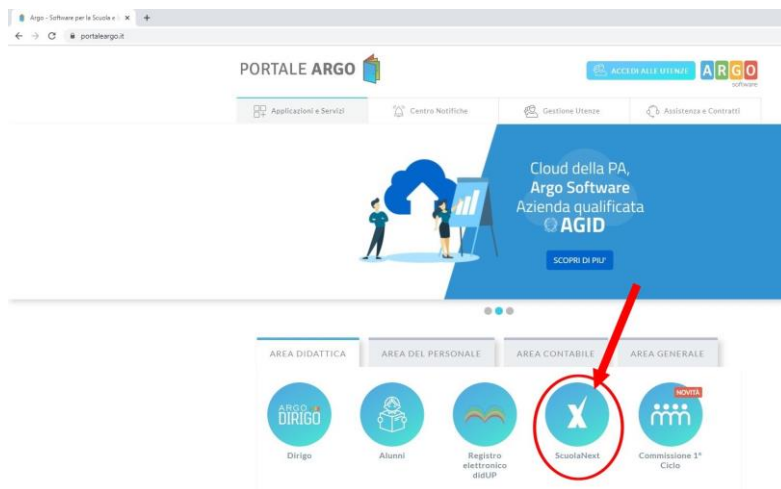 Argo - Software per la Scuola e
portaleargo.it
PORTALE ARGO
ACCEDI ALLE UTENZE
ARGO
software
Applicazioni e Servizi
Centro Notifiche
Gestione Utenze
Assistenza e Contratti
Cloud della PA,
Argo Software
Azienda qualificata
AGID
SCOPRI DI PIU'
AREA DIDATTICA
AREA DEL PERSONALE
AREA CONTABILE
AREA GENERALE
ARGO
DIRIGO
NOVITÀ
Dirigo
Alunni
Registro
elettronico
didUP
ScuolaNext
Commissione 1°
Ciclo